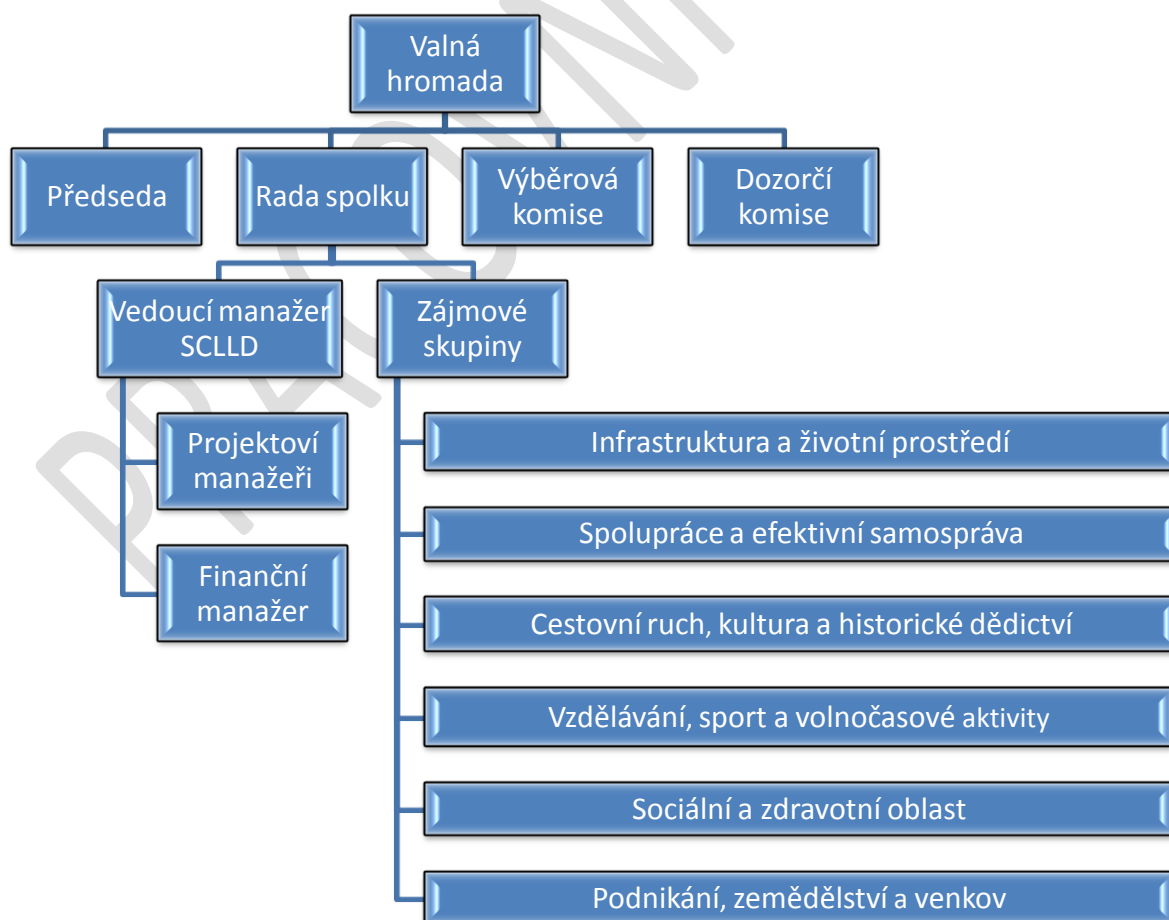 Valná
hromada
Předseda
Rada spolku
Výběrová
komise
Dozorčí
komise
Vedoucí manažer
SCLLD
Zájmové
skupiny
Projektoví
manažeři
Finanční
manažer
Infrastruktura a životní prostředí
Spolupráce a efektivní samospráva
Cestovní ruch, kultura a historické dědictví
Vzdělávání, sport a volnočasové aktivity
Sociální a zdravotní oblast
Podnikání, zemědělství a venkov